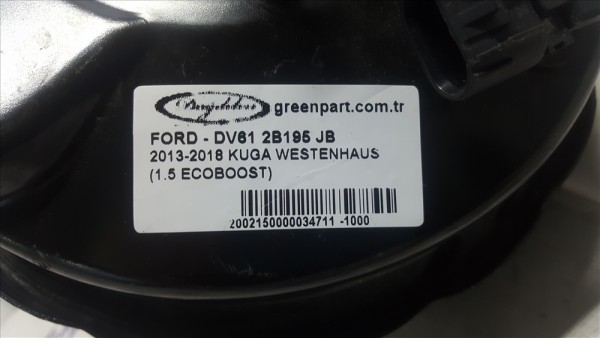 greenpart.com.tr
FORD - DV61 2B195 JB
2013-2018 KUGA WESTENHAUS
(1.5 ECOBOOST)
2002150000034711 -1000